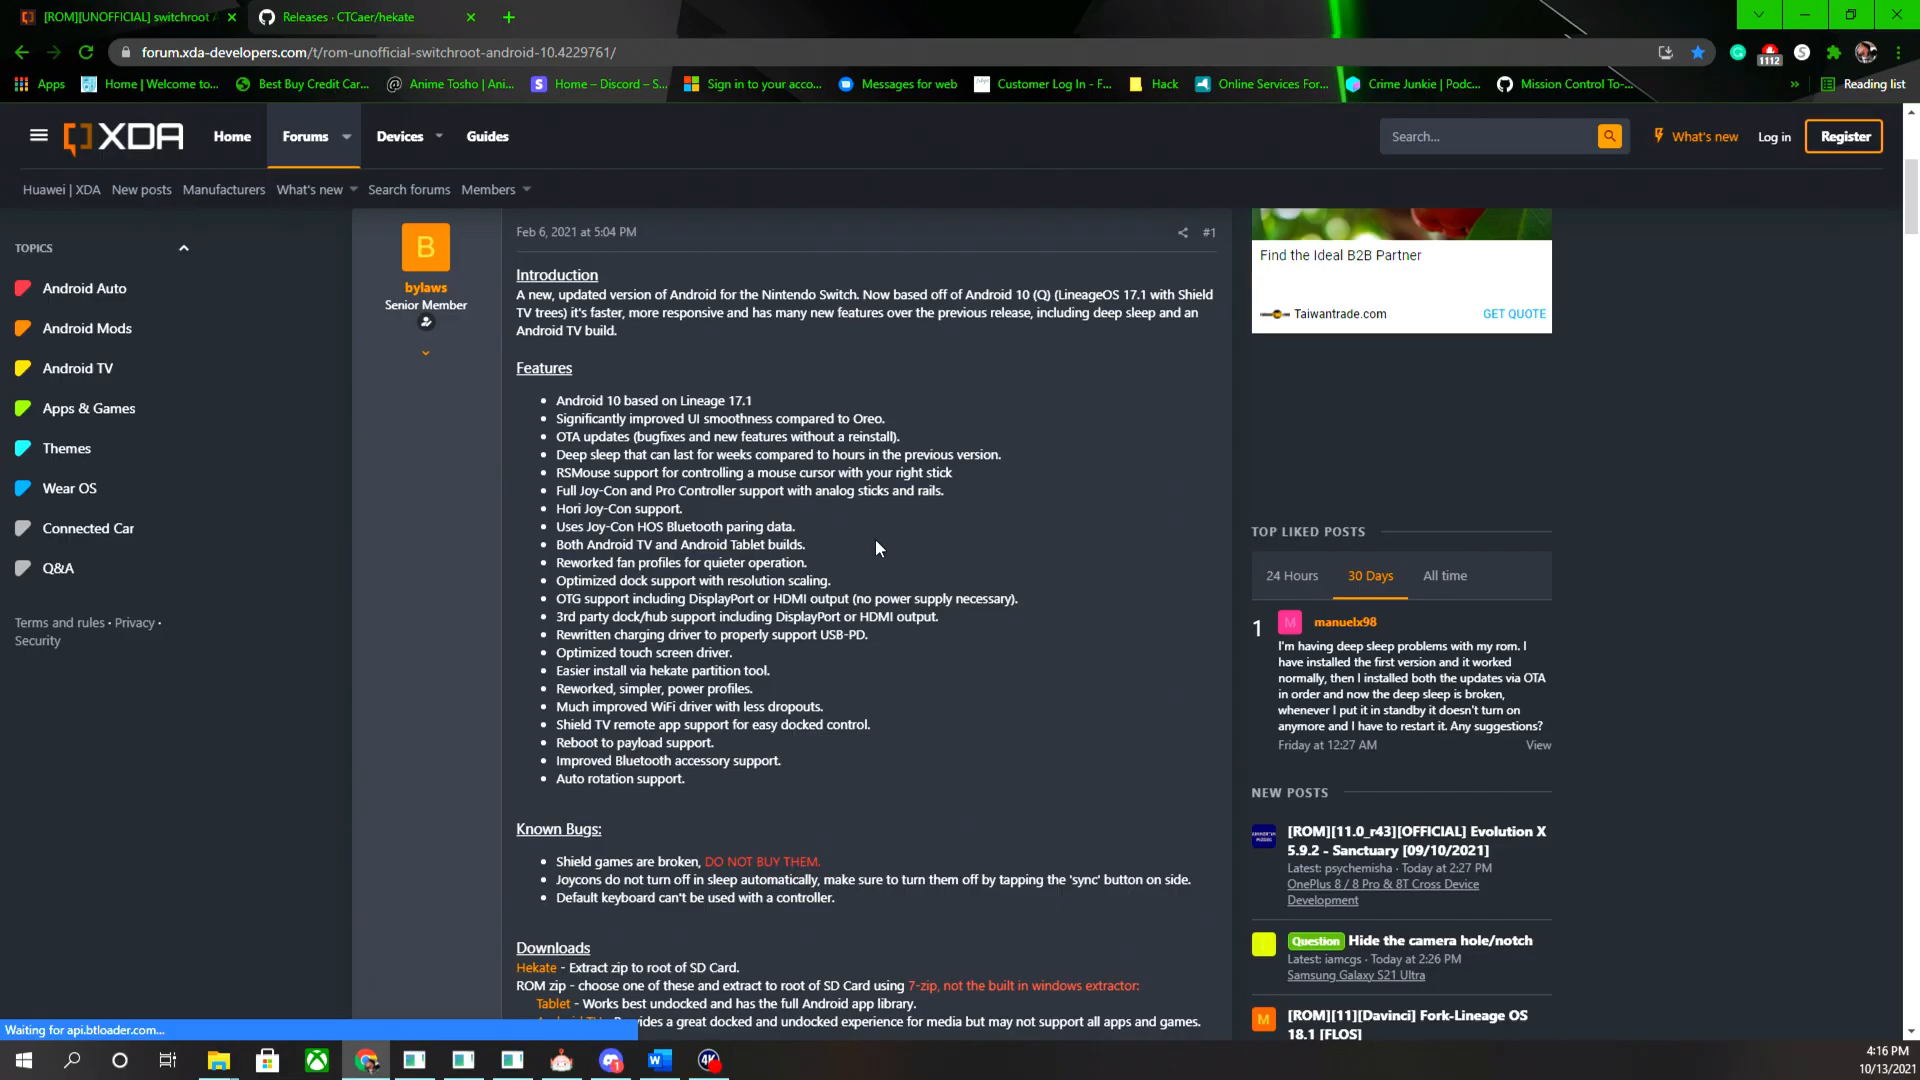 [ROM][UNOFFICIAL] switchroot A
Releases · CTCaer/hekate
forum.xda-developers.com/t/rom-unofficial-switchroot-android-10.4229761/
1112
Apps
Home | Welcome to...
Best Buy Credit Car...
Anime Tosho | Ani...
Home – Discord – S...
Sign in to your acco...
Messages for web
Customer Log In - F...
Hack
Online Services For...
Crime Junkie | Podc...
Mission Control To-...
Reading list
XDA
Home
Forums
Devices
Guides
Search...
What's new
Log in
Register
Huawei | XDA
New posts
Manufacturers
What's new
Search forums
Members
TOPICS
Android Auto
Android Mods
Android TV
Apps & Games
Themes
Wear OS
Connected Car
Q&A
Terms and rules · Privacy ·
Security
B
bylaws
Senior Member
Feb 6, 2021 at 5:04 PM
#1
Introduction
A new, updated version of Android for the Nintendo Switch. Now based off of Android 10 (Q) (LineageOS 17.1 with Shield
TV trees) it's faster, more responsive and has many new features over the previous release, including deep sleep and an
Android TV build.
Features
Android 10 based on Lineage 17.1
Significantly improved UI smoothness compared to Oreo.
OTA updates (bugfixes and new features without a reinstall).
Deep sleep that can last for weeks compared to hours in the previous version.
RSMouse support for controlling a mouse cursor with your right stick
Full Joy-Con and Pro Controller support with analog sticks and rails.
Hori Joy-Con support.
Uses Joy-Con HOS Bluetooth paring data.
Both Android TV and Android Tablet builds.
Reworked fan profiles for quieter operation.
Optimized dock support with resolution scaling.
OTG support including DisplayPort or HDMI output (no power supply necessary).
3rd party dock/hub support including DisplayPort or HDMI output.
Rewritten charging driver to properly support USB-PD.
Optimized touch screen driver.
Easier install via hekate partition tool.
Reworked, simpler, power profiles.
Much improved WiFi driver with less dropouts.
Shield TV remote app support for easy docked control.
Reboot to payload support.
Improved Bluetooth accessory support.
Auto rotation support.
Known Bugs:
Shield games are broken, DO NOT BUY THEM.
Joycons do not turn off in sleep automatically, make sure to turn them off by tapping the 'sync' button on side.
Default keyboard can't be used with a controller.
Downloads
Hekate - Extract zip to root of SD Card.
ROM zip - choose one of these and extract to root of SD Card using 7-zip, not the built in windows extractor:
Tablet - Works best undocked and has the full Android app library.
vides a great docked and undocked experience for media but may not support all apps and games.
Find the Ideal B2B Partner
Taiwantrade.com
GET QUOTE
TOP LIKED POSTS
24 Hours
30 Days
All time
1
M
manuelx98
I'm having deep sleep problems with my rom. I
have installed the first version and it worked
normally, then I installed both the updates via OTA
in order and now the deep sleep is broken,
whenever I put it in standby it doesn't turn on
anymore and I have to restart it. Any suggestions?
Friday at 12:27 AM
View
NEW POSTS
[ROM][11.0_r43][OFFICIAL] Evolution X
5.9.2 - Sanctuary [09/10/2021]
Latest: psychemisha · Today at 2:27 PM
OnePlus 8 / 8 Pro & 8T Cross Device
Development
Question Hide the camera hole/notch
Latest: iamcgs · Today at 2:26 PM
Samsung Galaxy S21 Ultra
M
[ROM][11][Davinci] Fork-Lineage OS
18.1 [FLOS]
Waiting for api.btloader.com...
4:16 PM
10/13/2021